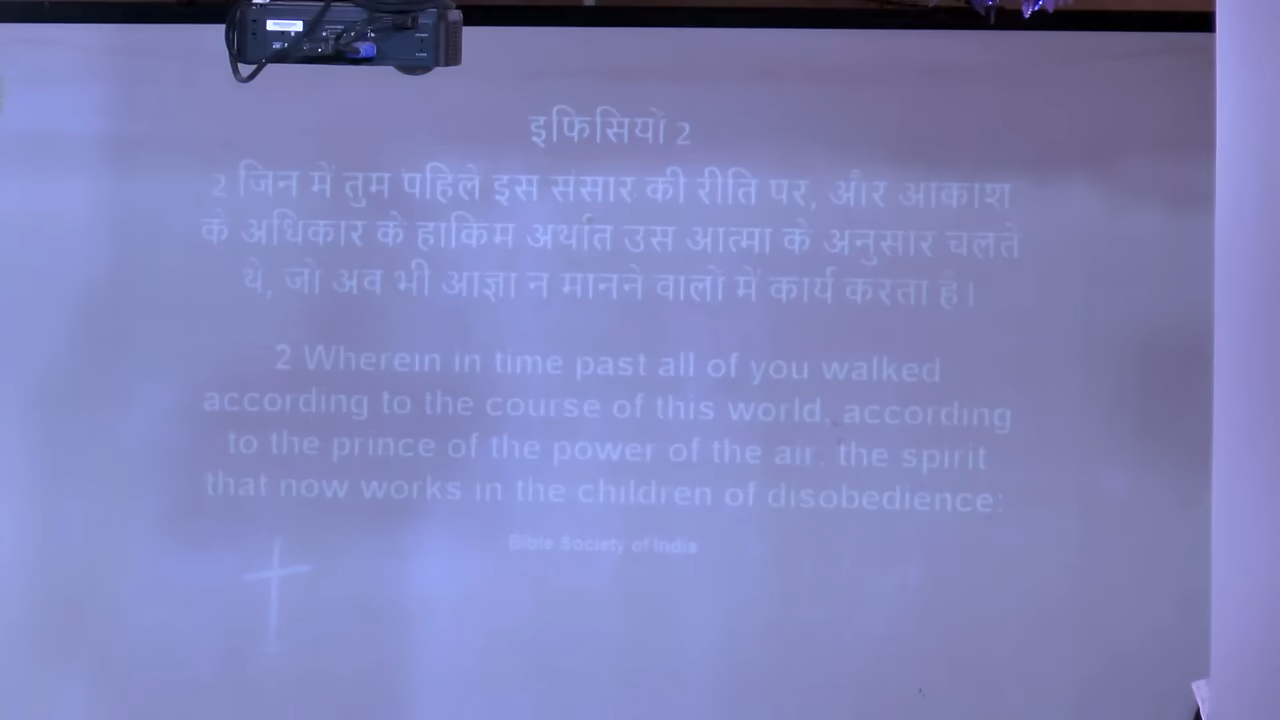 इफिसियों 2
2 जिन में तुम पहिले इस संसार की रीति पर, और आकाश
के अधिकार के हाकिम अर्थात उस आत्मा के अनुसार चलते
थे, जो अब भी आज्ञा न मानने वालों में कार्य करता है।
2 Wherein in time past all of you walked
according to the course of this world, according
to the prince of the power of the air, the spirit
that now works in the children of disobedience:
Bible Society of India